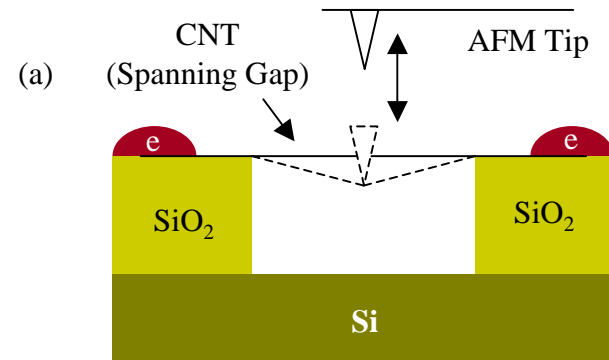 CNT
(Spanning Gap)
AFM Tip
(a)
e
e
SiO₂
SiO₂
Si